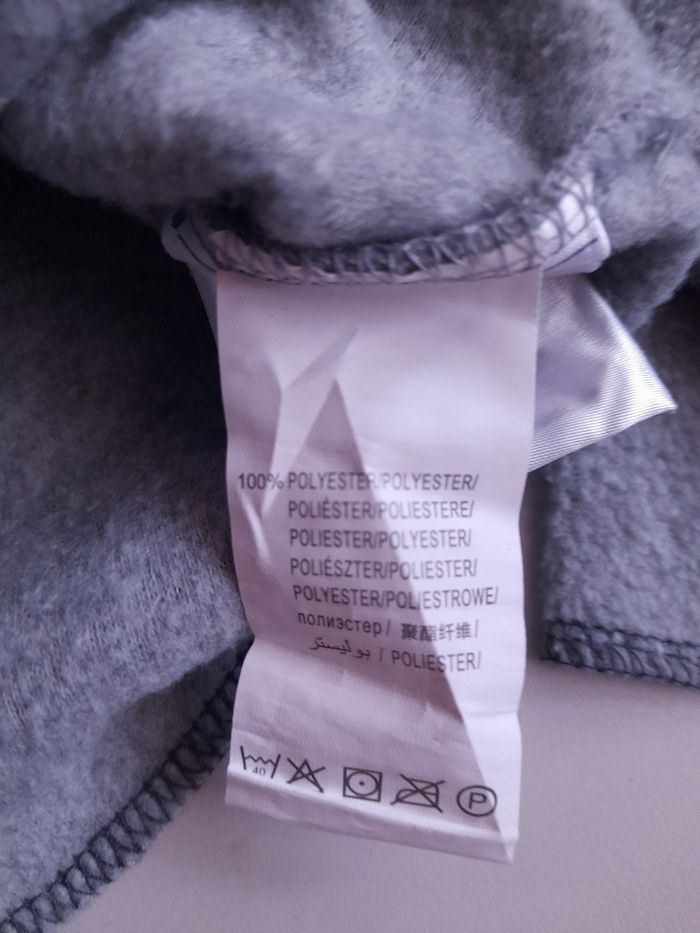 100% POLYESTER/POLYESTER/
POLIÉSTER/POLIESTERE/
POLIESTER/POLYESTER/
POLIÉSZTER/POLIESTER/
POLYESTER/POLIESTROWE/
полиэстер / 聚酯纤维 /
بوليستر / POLIESTER/
40 P